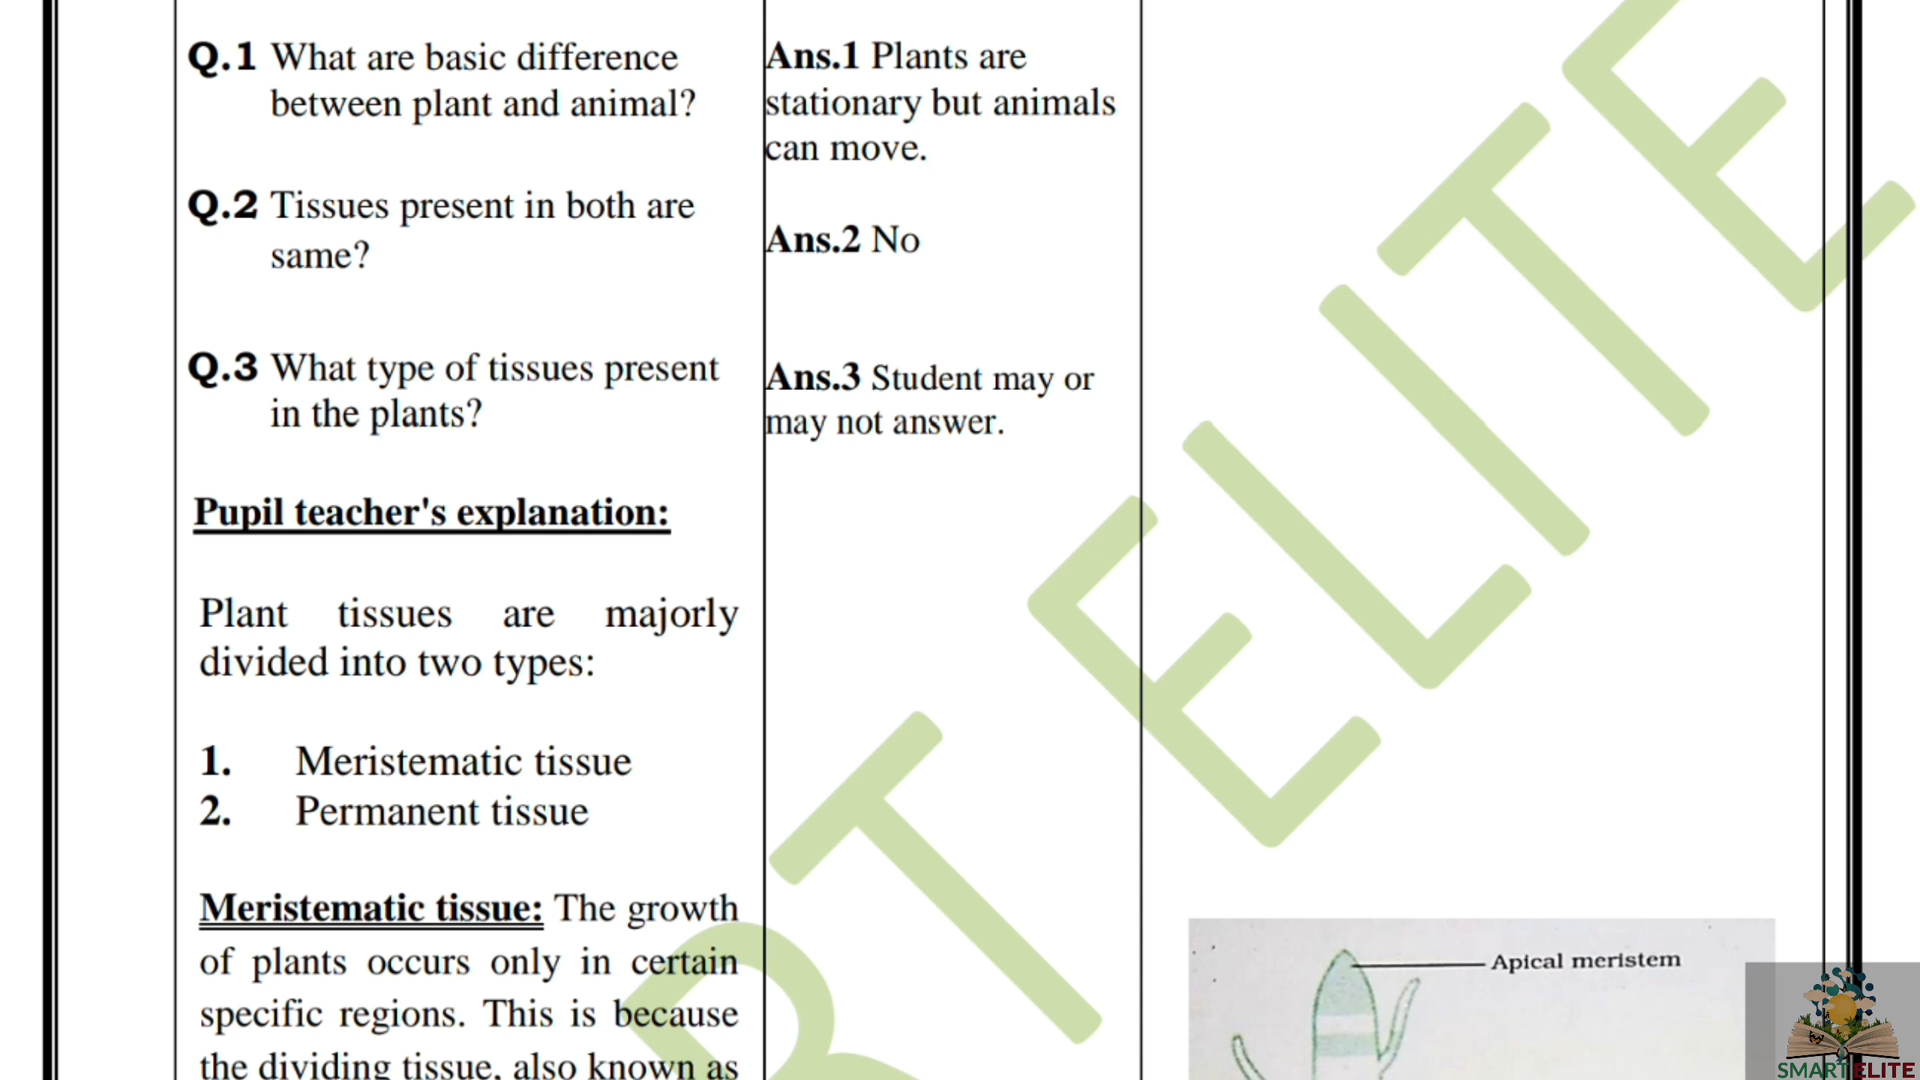 Q.1 What are basic difference
between plant and animal?
Q.2 Tissues present in both are
same?
Q.3 What type of tissues present
in the plants?
Pupil teacher's explanation:
Plant tissues are majorly
divided into two types:
1. Meristematic tissue
2. Permanent tissue
Meristematic tissue: The growth
of plants occurs only in certain
specific regions. This is because
the dividing tissue, also known as
Ans.1 Plants are
stationary but animals
can move.
Ans.2 No
Ans.3 Student may or
may not answer.
Apical meristem
RT ELITE
SMART ELITE